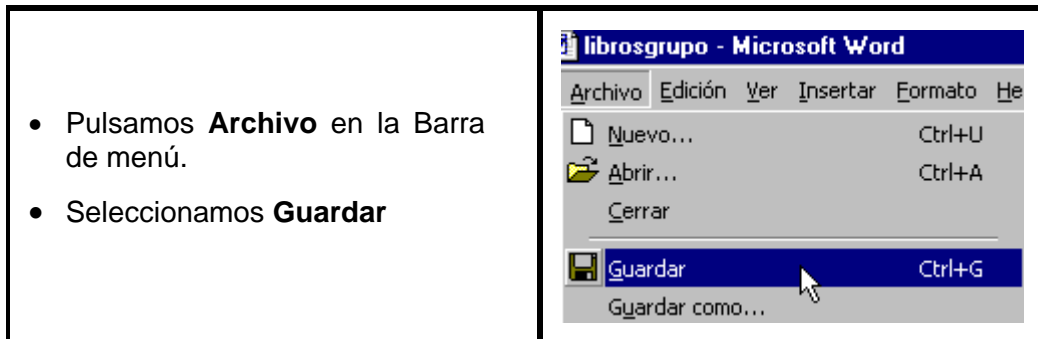 • Pulsamos Archivo en la Barra
de menú.
• Seleccionamos Guardar
librosgrupo - Microsoft Word
Archivo Edición Ver Insertar Formato He
Nuevo... Ctrl+U
Abrir... Ctrl+A
Cerrar
Guardar Ctrl+G
Guardar como...